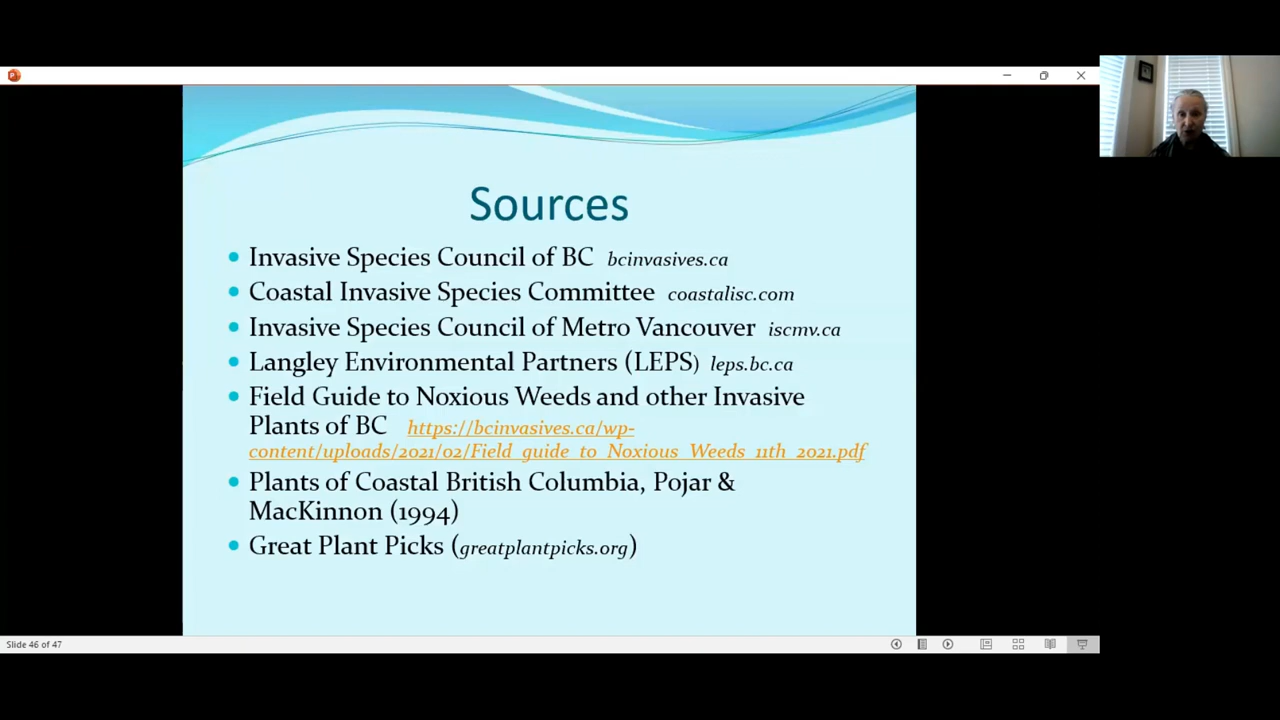 Sources
Invasive Species Council of BC bcinvasives.ca
Coastal Invasive Species Committee coastalisc.com
Invasive Species Council of Metro Vancouver iscmv.ca
Langley Environmental Partners (LEPS) leps.bc.ca
Field Guide to Noxious Weeds and other Invasive
Plants of BC https://bcinvasives.ca/wp-
content/uploads/2021/02/Field_guide_to_Noxious_Weeds_11th_2021.pdf
Plants of Coastal British Columbia, Pojar &
MacKinnon (1994)
Great Plant Picks (greatplantpicks.org)
Slide 46 of 47